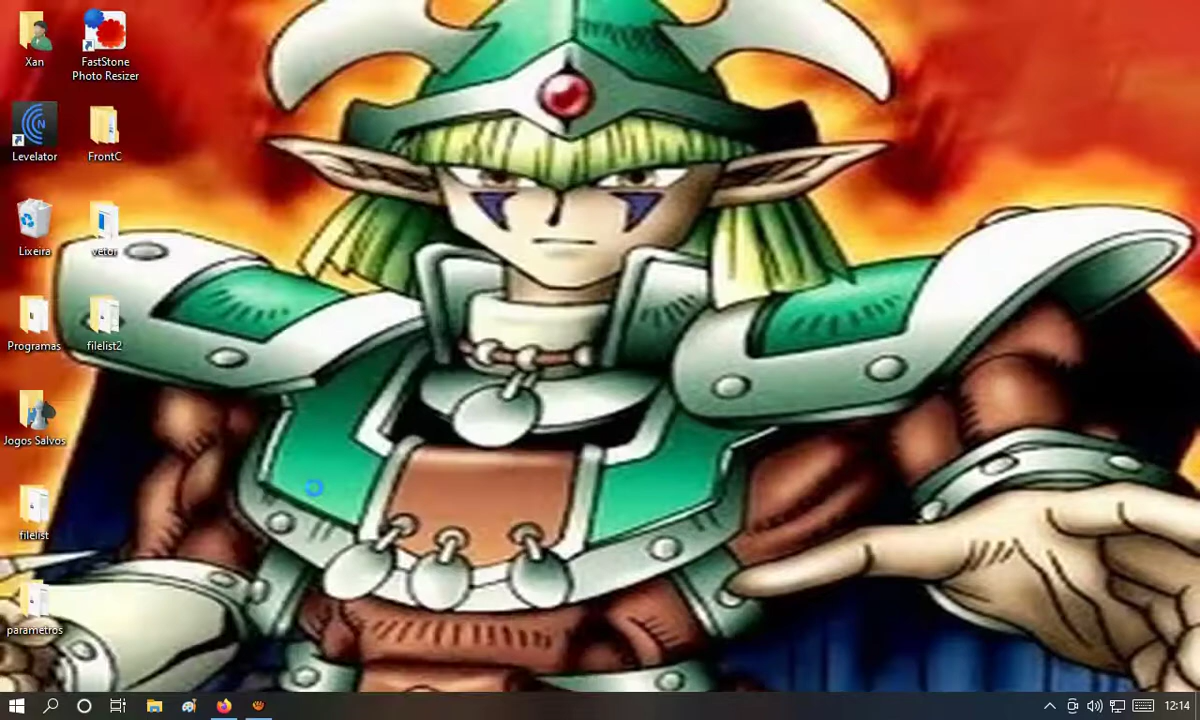 Xan
FastStone
Photo Resizer
Levelator
FrontC
Lixeira
vetor
Programas
filelist2
Jogos Salvos
filelist
parametros
12:14